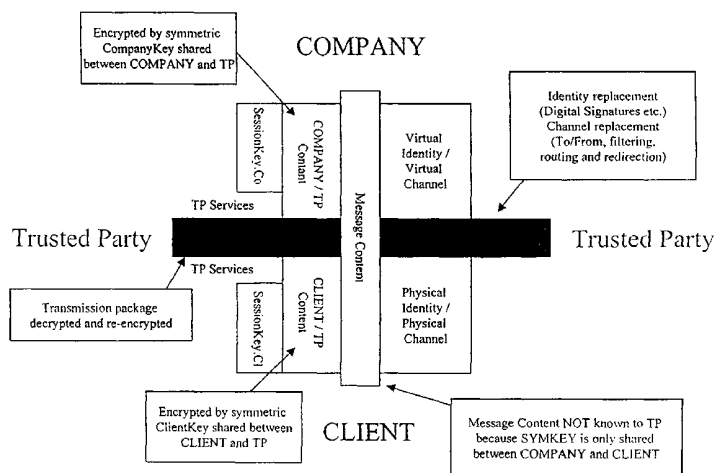 Encrypted by symmetric
CompanyKey shared
between COMPANY and TP
COMPANY
Identity replacement
(Digital Signatures etc.)
Channel replacement
(To/From, filtering,
routing and redirection)
SessionKey.Co
COMPANY / TP
Contant
Message Content
Virtual
Identity /
Virtual
Channel
TP Services
Trusted Party
Trusted Party
TP Services
Transmission package
decrypted and re-encrypted
SessionKey.Cl
CLIENT / TP
Content
Physical
Identity /
Physical
Channel
Encrypted by symmetric
ClientKey shared between
CLIENT and TP
CLIENT
Message Content NOT known to TP
because SYMKEY is only shared
between COMPANY and CLIENT